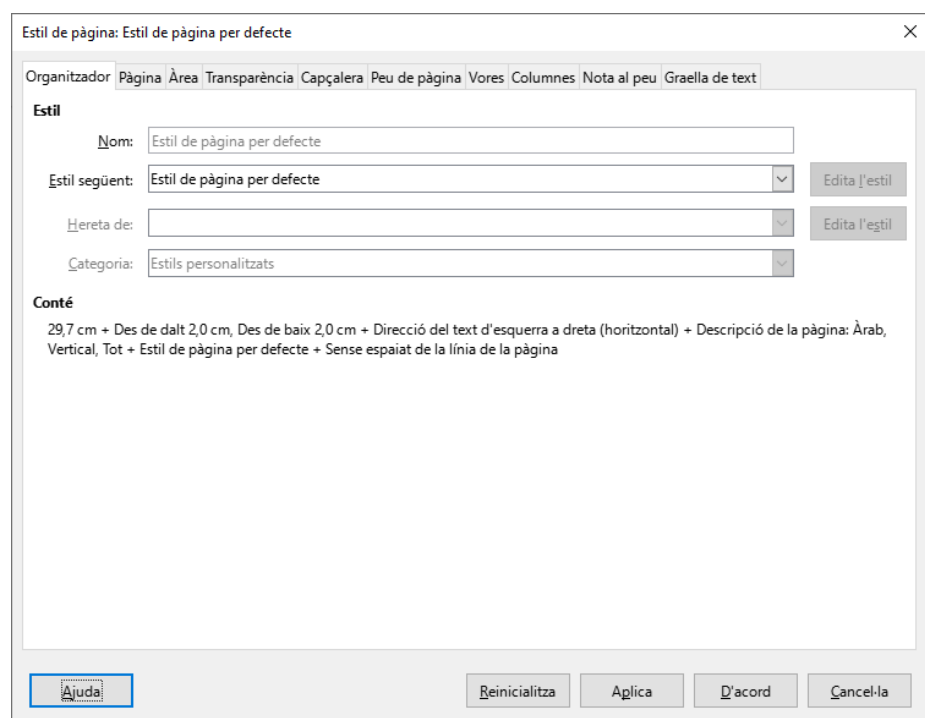 Estil de pàgina: Estil de pàgina per defecte
Organitzador Pàgina Àrea Transparència Capçalera Peu de pàgina Vores Columnes Nota al peu Graella de text
Estil
Nom: Estil de pàgina per defecte
Estil següent: Estil de pàgina per defecte Edita l'estil
Hereta de: Edita l'estil
Categoria: Estils personalitzats
Conté
29,7 cm + Des de dalt 2,0 cm, Des de baix 2,0 cm + Direcció del text d'esquerra a dreta (horitzontal) + Descripció de la pàgina: Àrab,
Vertical, Tot + Estil de pàgina per defecte + Sense espaiat de la línia de la pàgina
Ajuda Reinicialitza Aplica D'acord Cancel·la